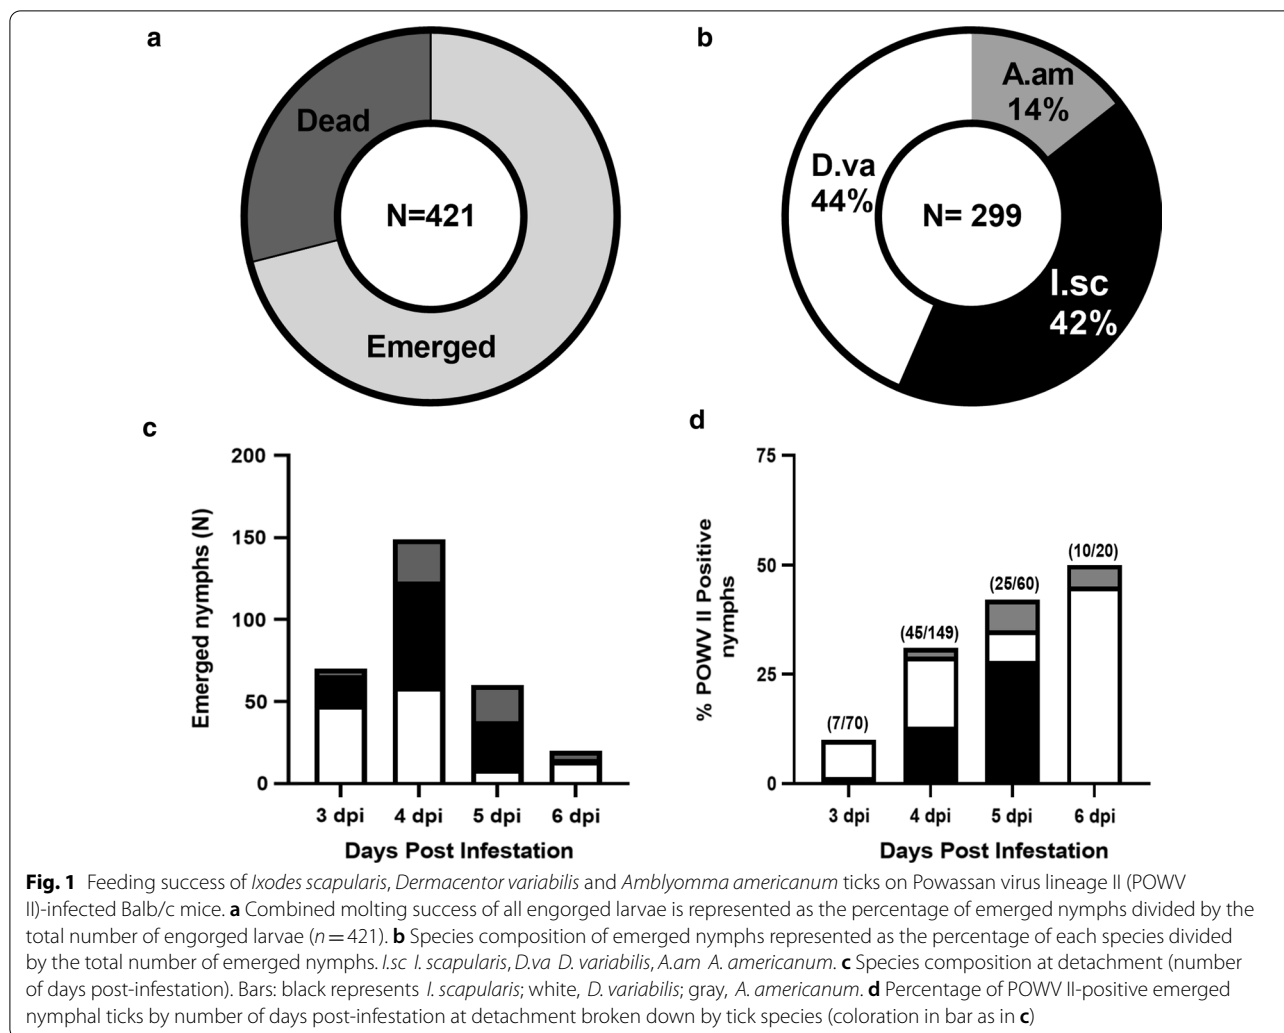 a
Dead
N=421
Emerged
b
A.am
14%
D.va
44%
N= 299
I.sc
42%
c
200
150
100
50
0
Emerged nymphs (N)
3 dpi 4 dpi 5 dpi 6 dpi
Days Post Infestation
d
75
50
25
0
% POWV II Positive
nymphs
(7/70)
(45/149)
(25/60)
(10/20)
3 dpi 4 dpi 5 dpi 6 dpi
Days Post Infestation
Fig. 1 Feeding success of Ixodes scapularis, Dermacentor variabilis and Amblyomma americanum ticks on Powassan virus lineage II (POWV
II)-infected Balb/c mice. a Combined molting success of all engorged larvae is represented as the percentage of emerged nymphs divided by the
total number of engorged larvae (n = 421). b Species composition of emerged nymphs represented as the percentage of each species divided
by the total number of emerged nymphs. I.sc I. scapularis, D.va D. variabilis, A.am A. americanum. c Species composition at detachment (number
of days post-infestation). Bars: black represents I. scapularis; white, D. variabilis; gray, A. americanum. d Percentage of POWV II-positive emerged
nymphal ticks by number of days post-infestation at detachment broken down by tick species (coloration in bar as in c)